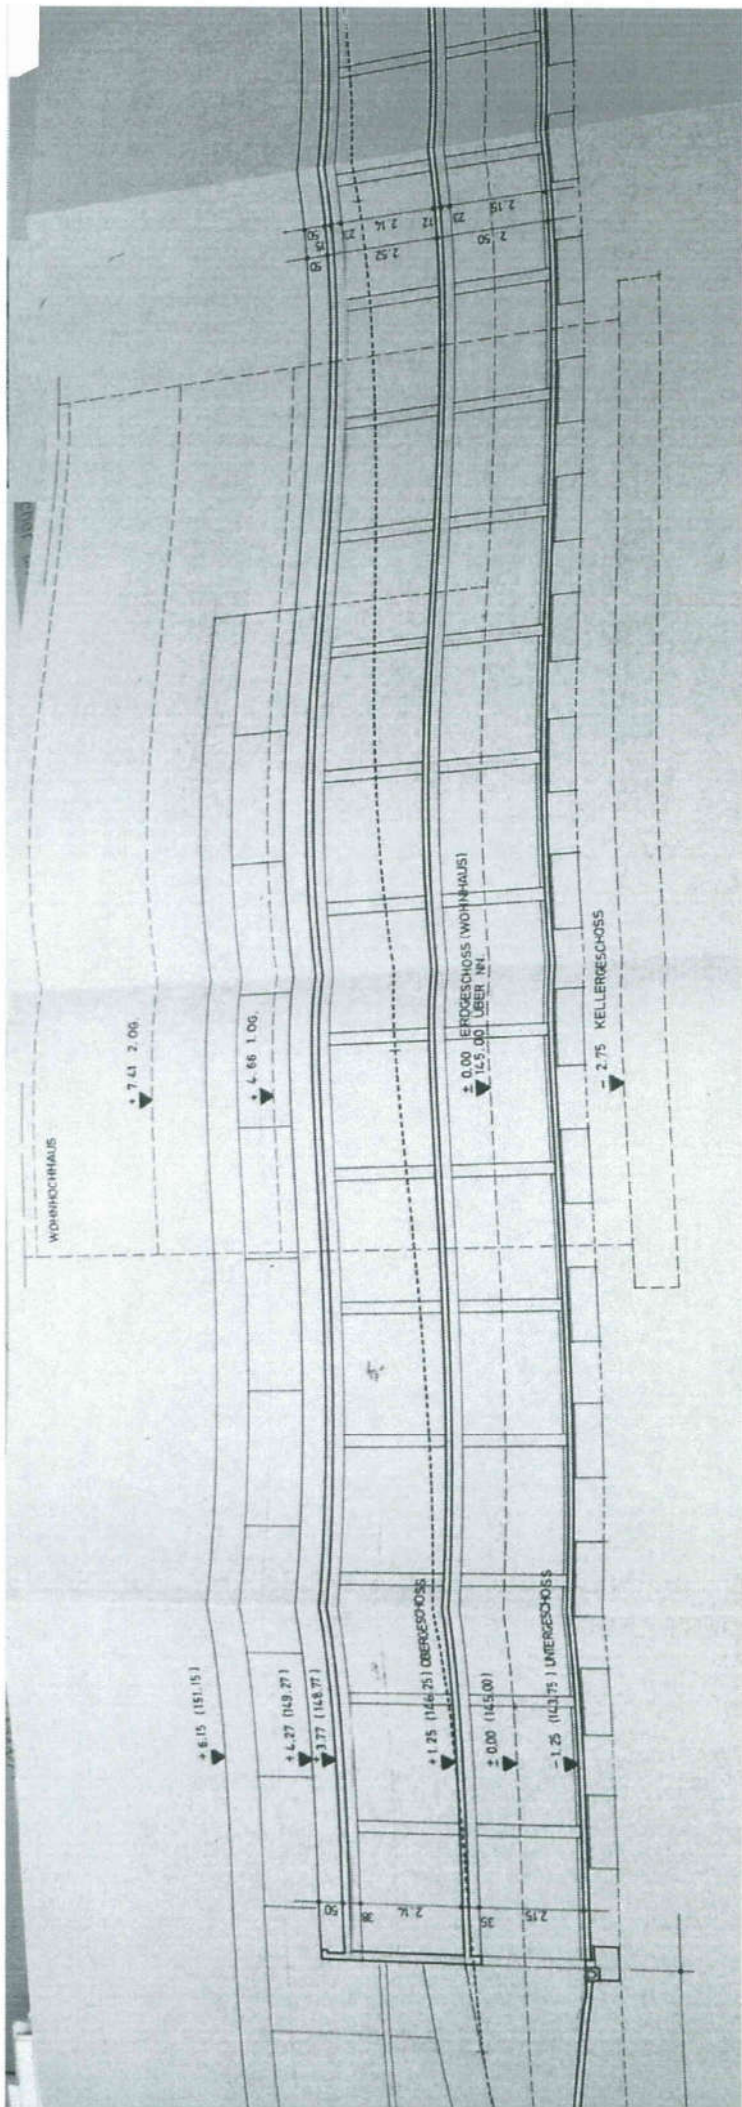 50
15
23
2.14
12
23
2.15
65
2.52
2.50
WOHNHOCHHAUS
+ 7.41 2. OG.
+ 4.66 1. OG.
± 0.00 ERDGESCHOSS (WOHNHAUS)
145.00 ÜBER NN.
- 2.75 KELLERGESCHOSS
+ 6.15 (151.15)
+ 4.27 (149.27)
+ 3.77 (148.77)
+ 1.25 (146.25) OBERGESCHOSS
± 0.00 (145.00)
- 1.25 (143.75) UNTERGESCHOSS
50
38
2.14
35
2.15